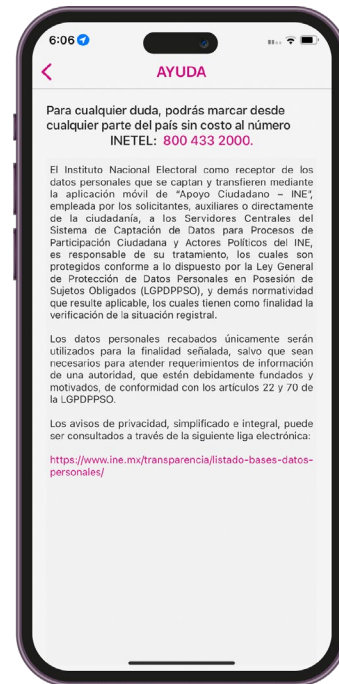 6:06
AYUDA
Para cualquier duda, podrás marcar desde
cualquier parte del país sin costo al número
INETEL: 800 433 2000.
El Instituto Nacional Electoral como receptor de los
datos personales que se captan y transfieren mediante
la aplicación móvil de “Apoyo Ciudadano – INE”,
empleada por los solicitantes, auxiliares o directamente
de la ciudadanía, a los Servidores Centrales del
Sistema de Captación de Datos para Procesos de
Participación Ciudadana y Actores Políticos del INE,
es responsable de su tratamiento, los cuales son
protegidos conforme a lo dispuesto por la Ley General
de Protección de Datos Personales en Posesión de
Sujetos Obligados (LGPDPPSO), y demás normatividad
que resulte aplicable, los cuales tienen como finalidad la
verificación de la situación registral.
Los datos personales recabados únicamente serán
utilizados para la finalidad señalada, salvo que sean
necesarios para atender requerimientos de información
de una autoridad, que estén debidamente fundados y
motivados, de conformidad con los artículos 22 y 70 de
la LGPDPPSO.
Los avisos de privacidad, simplificado e integral, puede
ser consultados a través de la siguiente liga electrónica:
https://www.ine.mx/transparencia/listado-bases-datos-
personales/